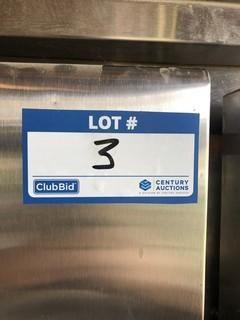 LOT #
3
ClubBid
CENTURY
AUCTIONS